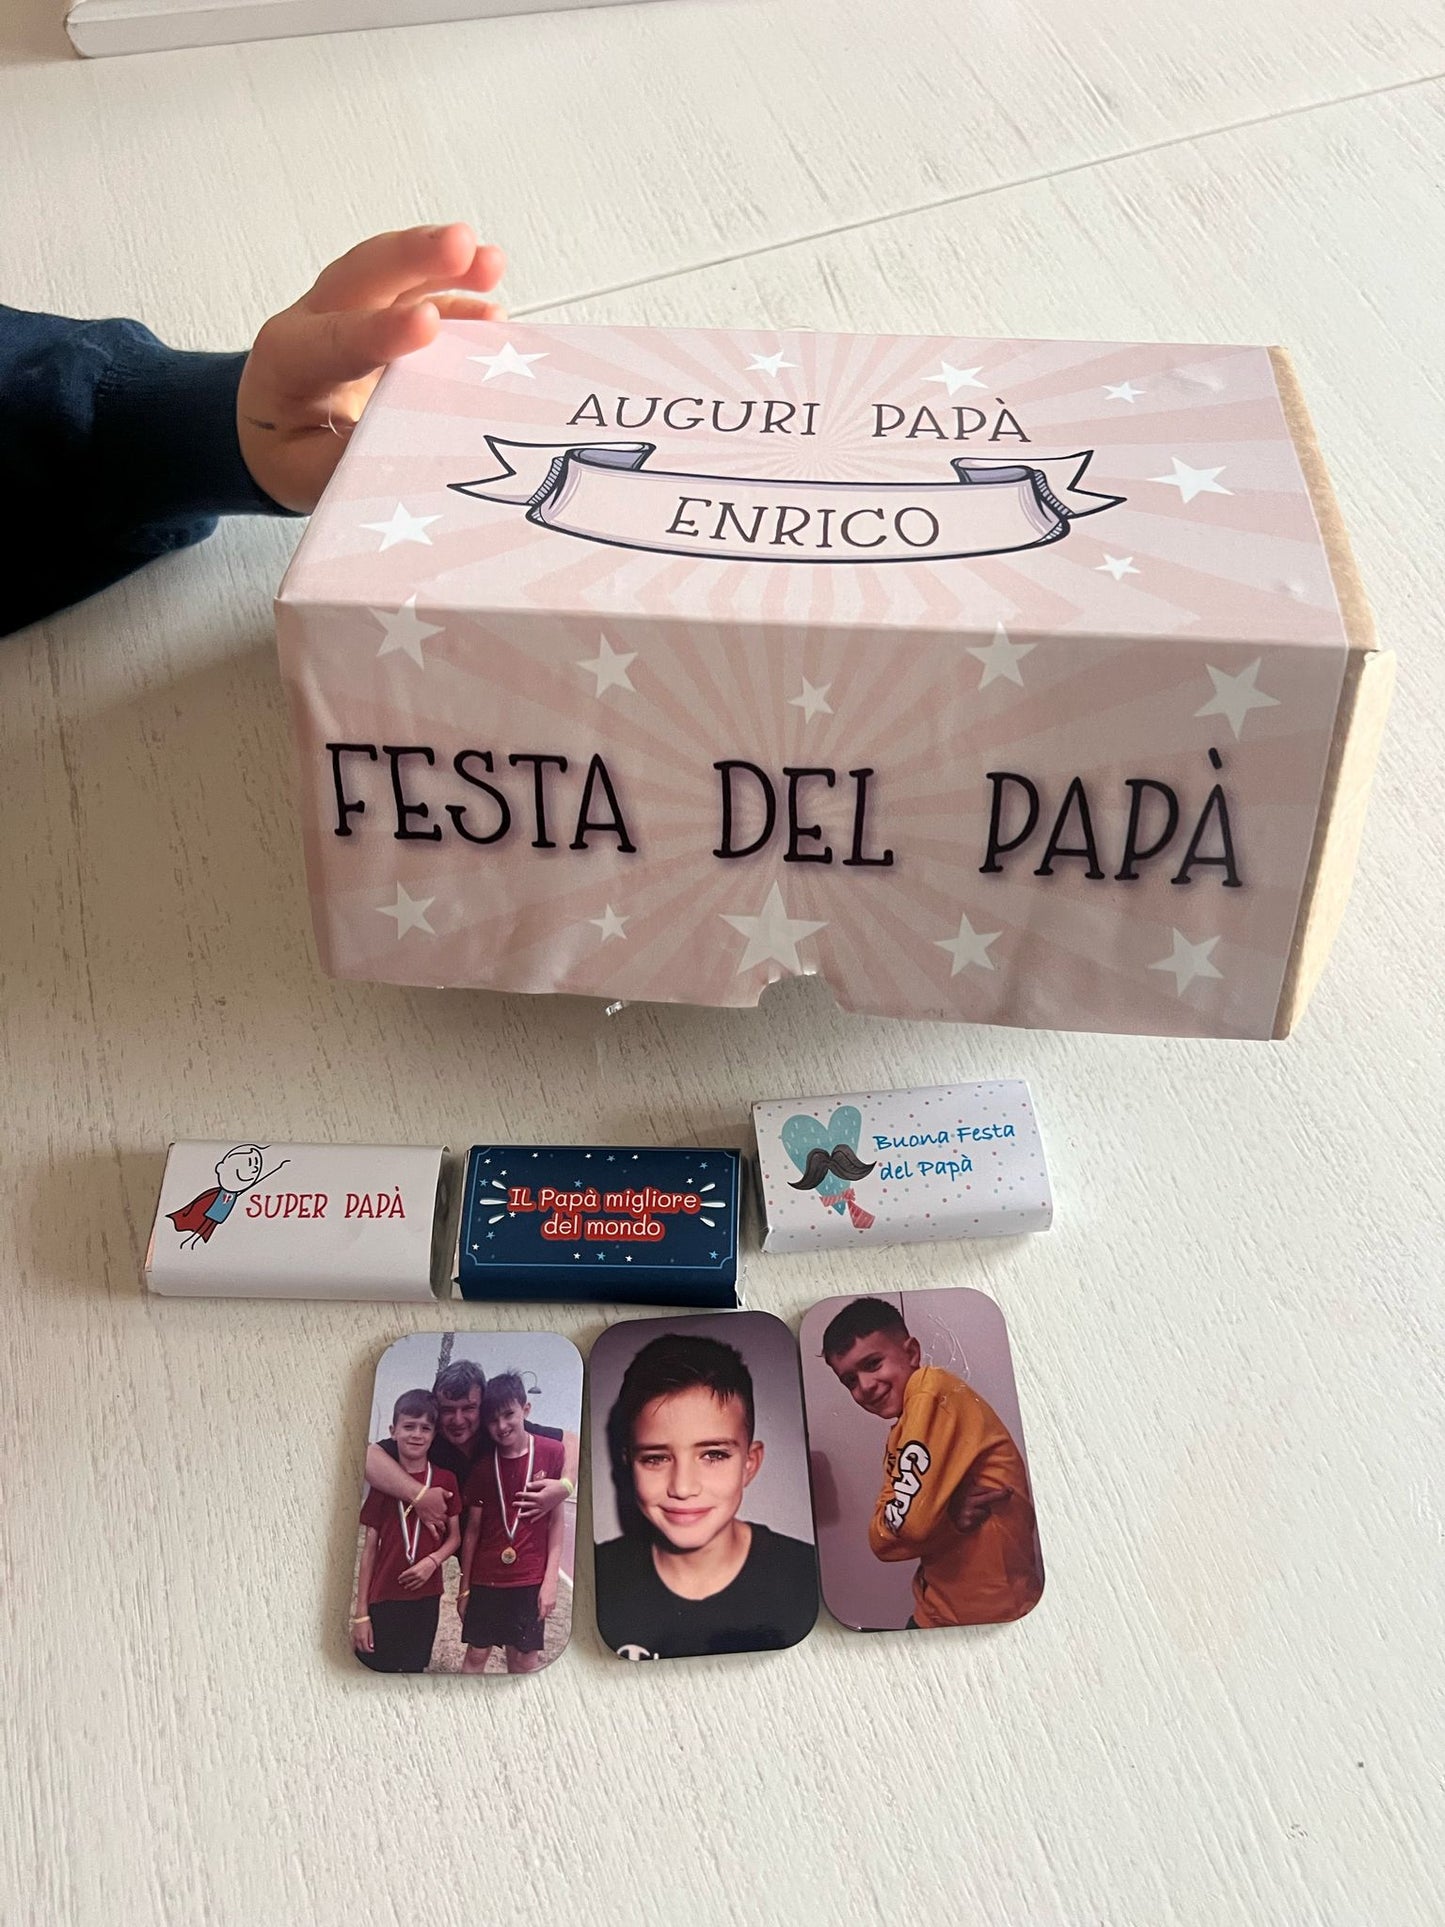 AUGURI PAPÀ
ENRICO
FESTA DEL PAPÀ
SUPER PAPÀ
IL Papà migliore
del mondo
Buona Festa
del Papà